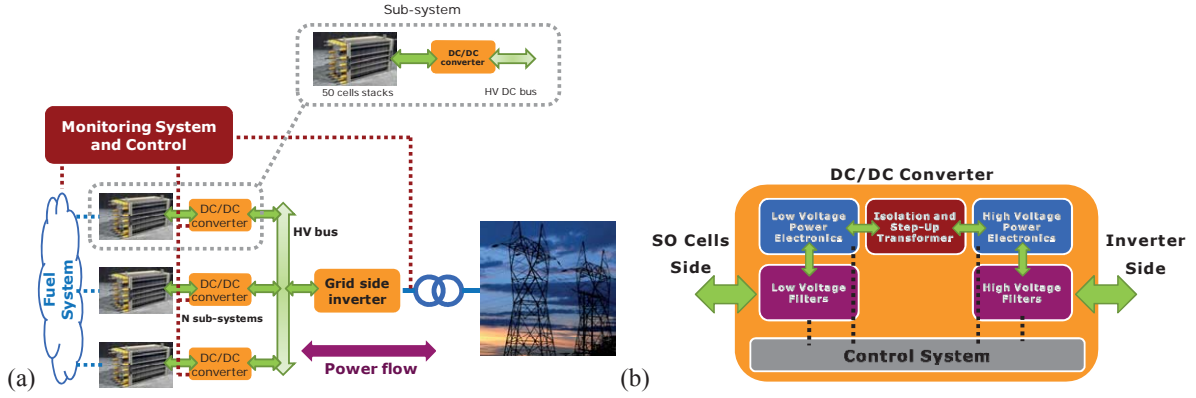 Sub-system
DC/DC
converter
50 cells stacks
HV DC bus
Monitoring System
and Control
Fuel
System
DC/DC
converter
HV bus
DC/DC
converter
N sub-systems
DC/DC
converter
Grid side
inverter
Power flow
(a)
DC/DC Converter
SO Cells
Side
Low Voltage
Power
Electronics
Isolation and
Step-Up
Transformer
High Voltage
Power
Electronics
Inverter
Side
Low Voltage
Filters
High Voltage
Filters
Control System
(b)